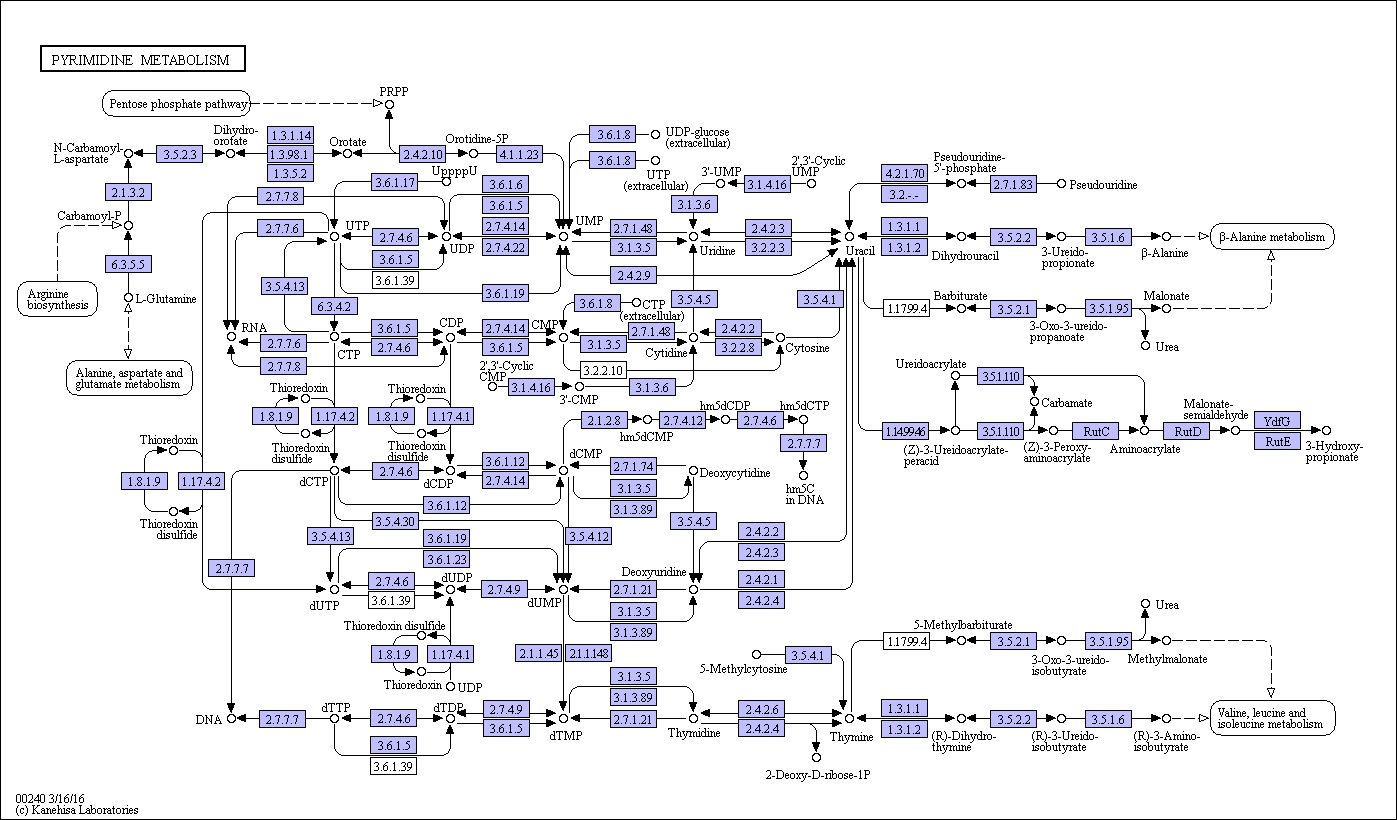 PYRIMIDINE METABOLISM
Pentose phosphate pathway
PRPP
N-Carbamoyl-
L-aspartate
3.5.2.3
Dihydro-
orotate
1.3.1.14
1.3.98.1
1.3.5.2
Orotate
2.4.2.10
Orotidine-5P
4.1.1.23
3.6.1.8
UDP-glucose
(extracellular)
3.6.1.8
UTP
(extracellular)
2.1.3.2
Carbamoyl-P
6.3.5.5
L-Glutamine
Arginine
biosynthesis
Alanine, aspartate and
glutamate metabolism
UppppU
3.6.1.17
2.7.7.8
3.6.1.6
3.6.1.5
2.7.7.6
UTP
2.7.4.6
UDP
2.7.4.14
2.7.4.22
UMP
3.6.1.5
3.6.1.39
3.6.1.19
3'-UMP
3.1.4.16
2',3'-Cyclic
UMP
3.1.3.6
2.7.1.48
3.1.3.5
Uridine
2.4.2.3
3.2.2.3
2.4.2.9
Uracil
4.2.1.70
3.2.-.-
Pseudouridine-
5'-phosphate
2.7.1.83
Pseudouridine
1.3.1.1
1.3.1.2
Dihydrouracil
3.5.2.2
3-Ureido-
propionate
3.5.1.6
β-Alanine
β-Alanine metabolism
1.1.7.99.4
Barbiturate
3.5.2.1
3-Oxo-3-ureido-
propanoate
3.5.1.95
Malonate
Urea
3.5.4.13
6.3.4.2
RNA
2.7.7.6
2.7.7.8
CTP
3.6.1.5
2.7.4.6
CDP
2.7.4.14
3.6.1.5
CMP
3.6.1.8
CTP
(extracellular)
2.7.1.48
3.1.3.5
3.2.2.10
Cytidine
3.5.4.5
2.4.2.2
3.2.2.8
Cytosine
3.5.4.1
2',3'-Cyclic
CMP
3.1.4.16
3'-CMP
3.1.3.6
Ureidoacrylate
3.5.1.110
Carbamate
1.14.99.46
(Z)-3-Ureidoacrylate-
peracid
3.5.1.110
(Z)-3-Peroxy-
aminoacrylate
RutC
Aminoacrylate
RutD
Malonate-
semialdehyde
YdfG
RutE
3-Hydroxy-
propionate
Thioredoxin
1.8.1.9
1.17.4.2
Thioredoxin
disulfide
Thioredoxin
1.8.1.9
1.17.4.1
Thioredoxin
disulfide
Thioredoxin
1.8.1.9
1.17.4.2
Thioredoxin
disulfide
2.1.2.8
hm5dCMP
2.7.4.12
hm5dCDP
2.7.4.6
hm5dCTP
2.7.7.7
hm5C
in DNA
dCTP
2.7.4.6
dCDP
3.6.1.12
2.7.4.14
dCMP
2.7.1.74
3.1.3.5
3.1.3.89
Deoxycytidine
3.6.1.12
3.5.4.30
3.5.4.13
3.5.4.12
3.5.4.5
2.7.7.7
3.6.1.19
3.6.1.23
dUTP
2.7.4.6
3.6.1.39
dUDP
2.7.4.9
dUMP
2.7.1.21
3.1.3.5
3.1.3.89
Deoxyuridine
2.4.2.2
2.4.2.3
2.4.2.1
2.4.2.4
Thioredoxin disulfide
1.8.1.9
1.17.4.1
Thioredoxin
UDP
2.1.1.45
2.1.1.148
DNA
2.7.7.7
dTTP
2.7.4.6
3.6.1.5
3.6.1.39
dTDP
2.7.4.9
3.6.1.5
dTMP
3.1.3.5
3.1.3.89
2.7.1.21
Thymidine
2.4.2.6
2.4.2.4
2-Deoxy-D-ribose-1P
5-Methylcytosine
3.5.4.1
Thymine
1.1.7.99.4
5-Methylbarbiturate
3.5.2.1
3-Oxo-3-ureido-
isobutyrate
3.5.1.95
Urea
Methylmalonate
1.3.1.1
1.3.1.2
(R)-Dihydro-
thymine
3.5.2.2
(R)-3-Ureido-
isobutyrate
3.5.1.6
(R)-3-Amino-
isobutyrate
Valine, leucine and
isoleucine metabolism
00240 3/16/16
(c) Kanehisa Laboratories